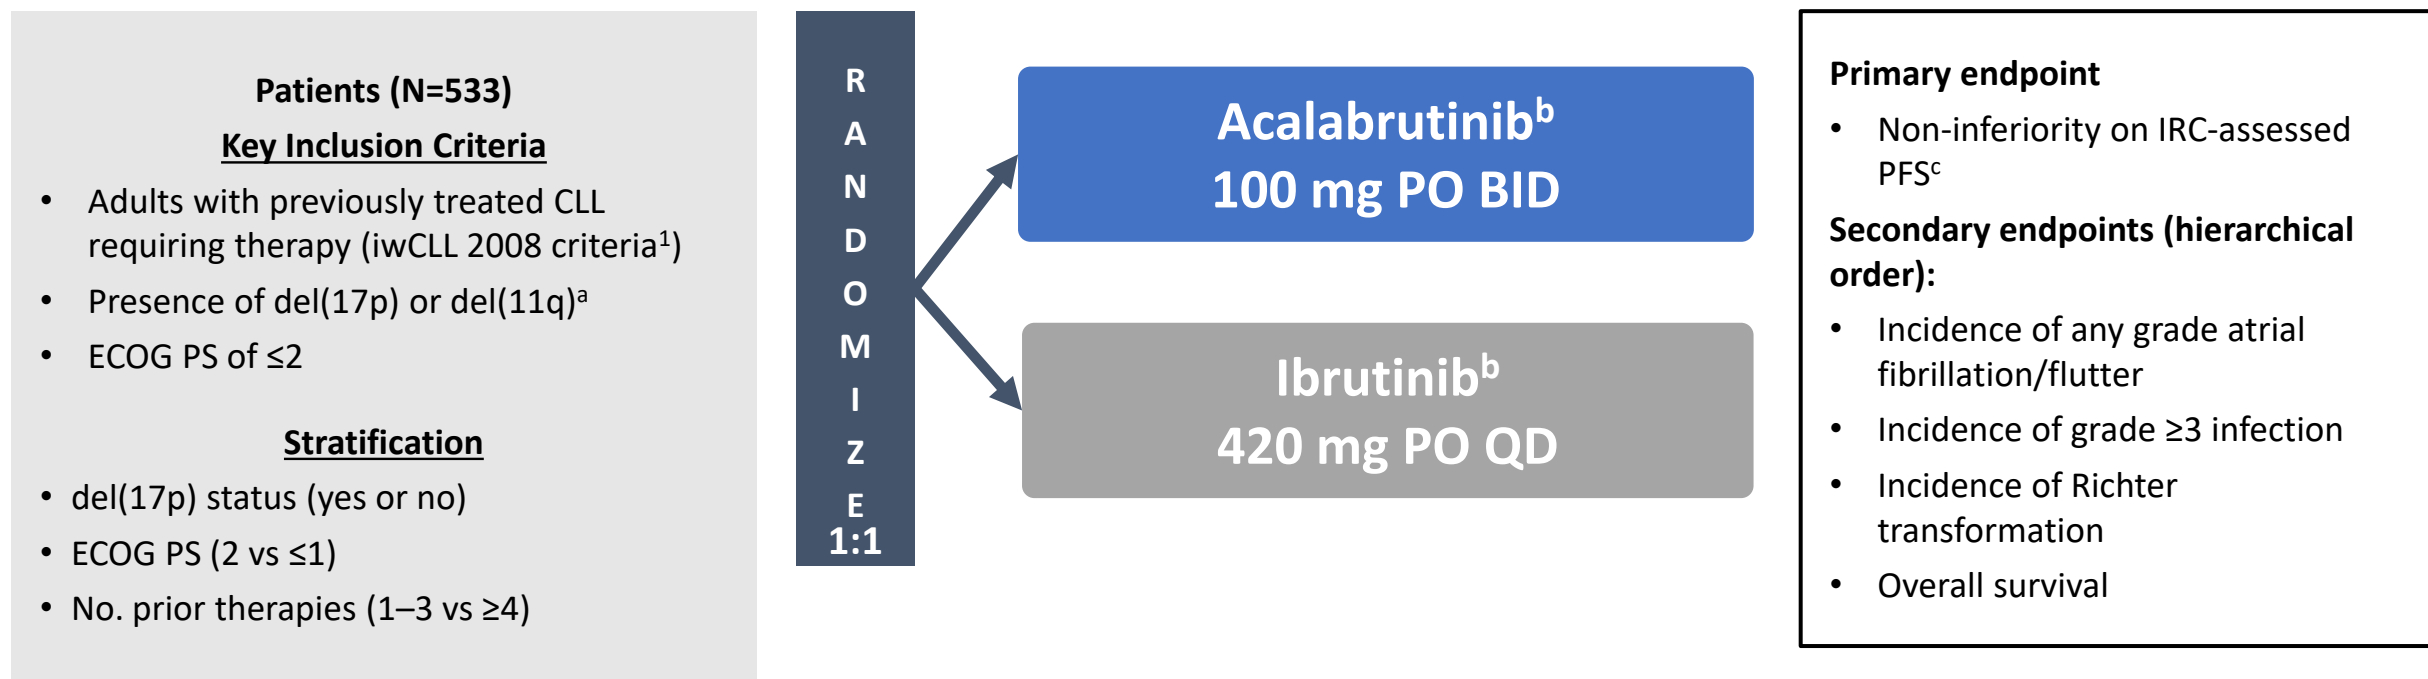 Patients (N=533)
Key Inclusion Criteria
• Adults with previously treated CLL
requiring therapy (iwCLL 2008 criteria¹)
• Presence of del(17p) or del(11q)ᵃ
• ECOG PS of ≤2
Stratification
• del(17p) status (yes or no)
• ECOG PS (2 vs ≤1)
• No. prior therapies (1–3 vs ≥4)
R
A
N
D
O
M
I
Z
E
1:1
Acalabrutinibᵇ
100 mg PO BID
Ibrutinibᵇ
420 mg PO QD
Primary endpoint
• Non-inferiority on IRC-assessed
PFSᶜ
Secondary endpoints (hierarchical
order):
• Incidence of any grade atrial
fibrillation/flutter
• Incidence of grade ≥3 infection
• Incidence of Richter
transformation
• Overall survival